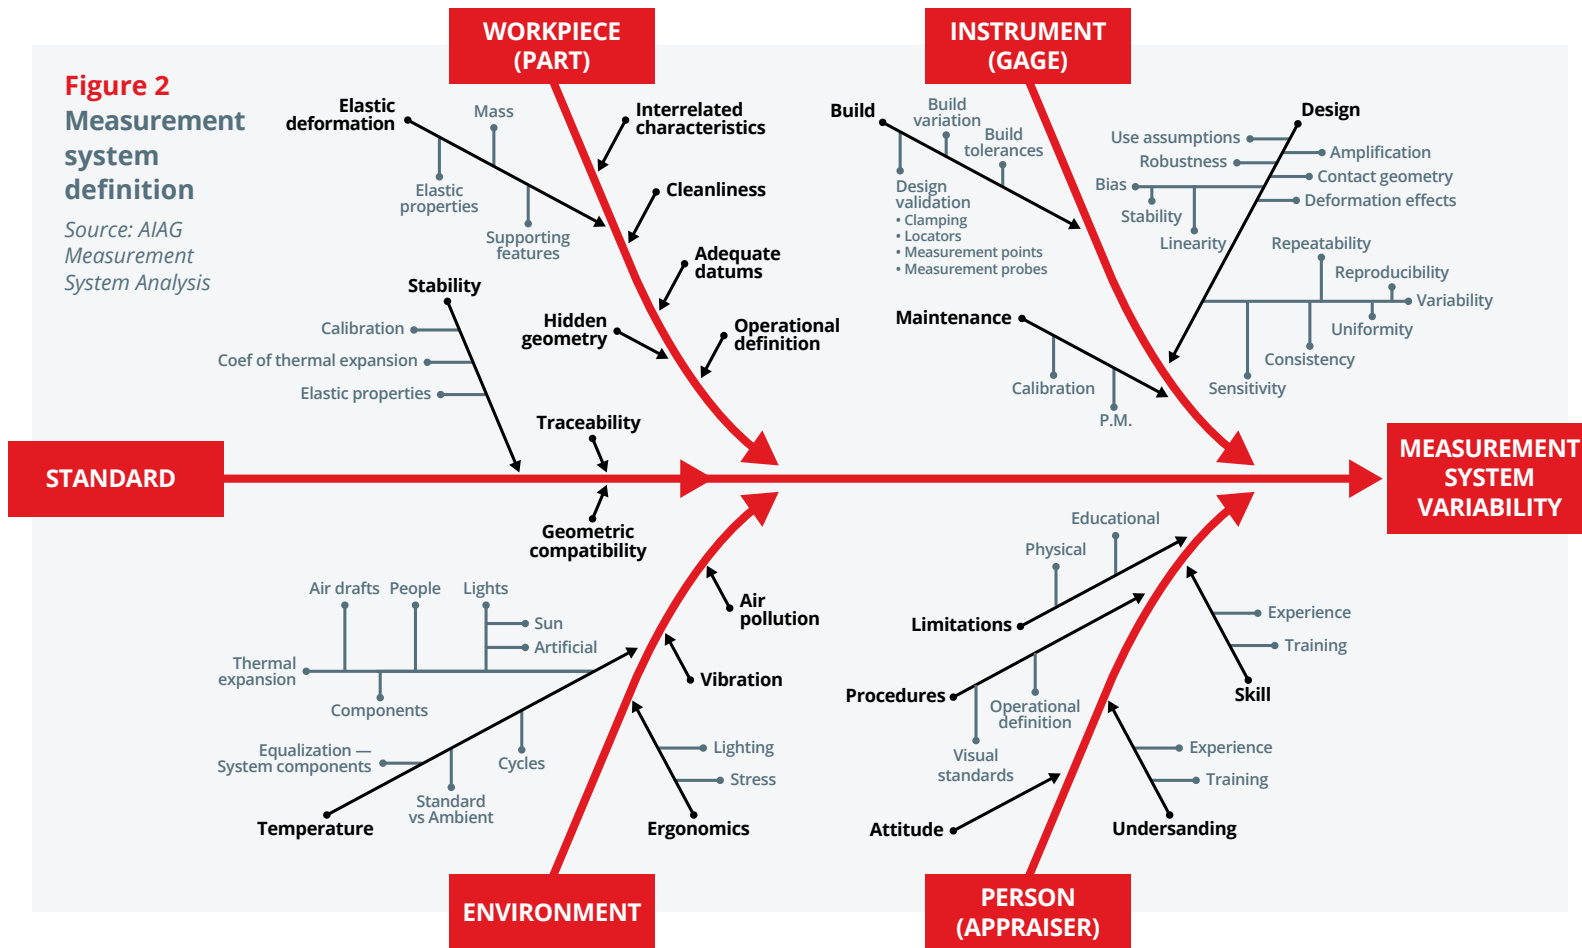 WORKPIECE
(PART)
INSTRUMENT
(GAGE)
Figure 2
Measurement
system
definition
Source: AIAG
Measurement
System Analysis
Elastic
deformation
Mass
Elastic
properties
Supporting
features
Interrelated
characteristics
Cleanliness
Adequate
datums
Hidden
geometry
Operational
definition
Stability
Calibration
Coef of thermal expansion
Elastic properties
Traceability
Geometric
compatibility
Build
Build
variation
Build
tolerances
Design
validation
• Clamping
• Locators
• Measurement points
• Measurement probes
Maintenance
Calibration
P.M.
Design
Use assumptions
Robustness
Bias
Stability
Linearity
Amplification
Contact geometry
Deformation effects
Repeatability
Reproducibility
Variability
Uniformity
Consistency
Sensitivity
STANDARD
MEASUREMENT
SYSTEM
VARIABILITY
Air drafts
People
Lights
Sun
Artificial
Thermal
expansion
Components
Equalization —
System components
Standard
vs Ambient
Cycles
Temperature
Air
pollution
Vibration
Lighting
Stress
Ergonomics
Educational
Physical
Limitations
Procedures
Operational
definition
Visual
standards
Attitude
Experience
Training
Skill
Experience
Training
Undersanding
ENVIRONMENT
PERSON
(APPRAISER)